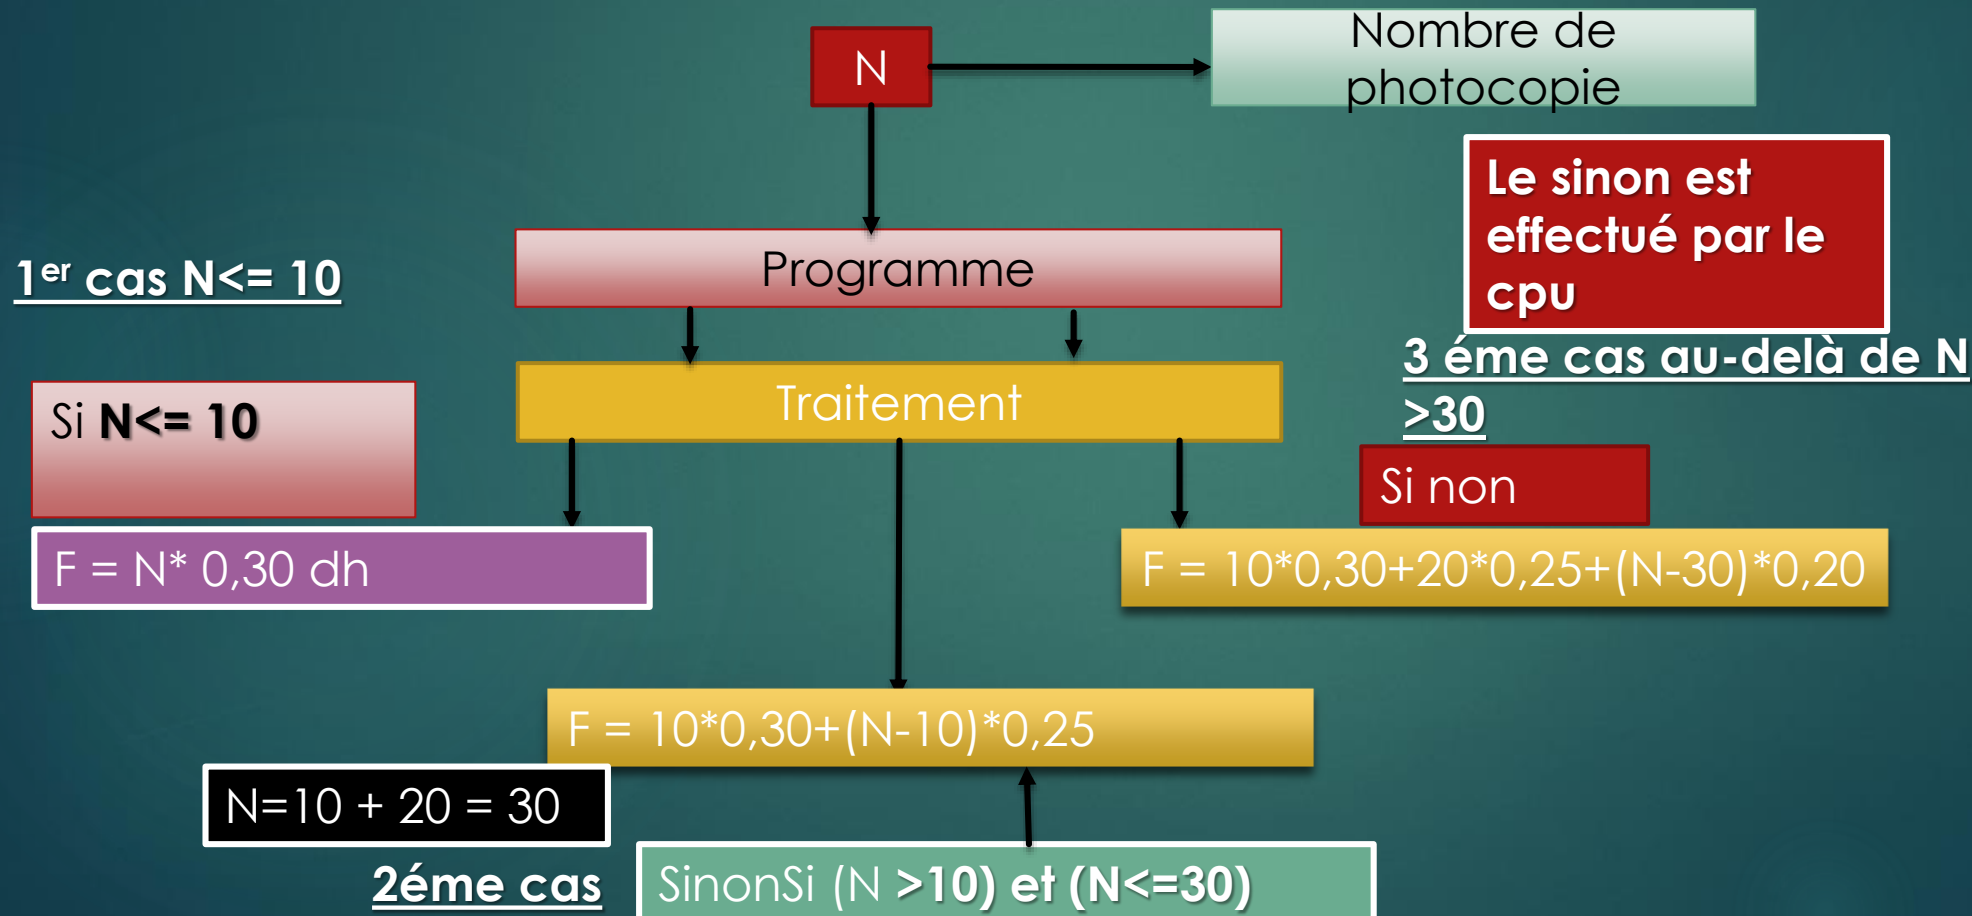 N
Nombre de
photocopie
Le sinon est
effectué par le
cpu
1er cas N<= 10
Programme
3 éme cas au-delà de N
>30
Si N<= 10
Traitement
Si non
F = N* 0,30 dh
F = 10*0,30+20*0,25+(N-30)*0,20
F = 10*0,30+(N-10)*0,25
N=10 + 20 = 30
2éme cas
SinonSi (N >10) et (N<=30)